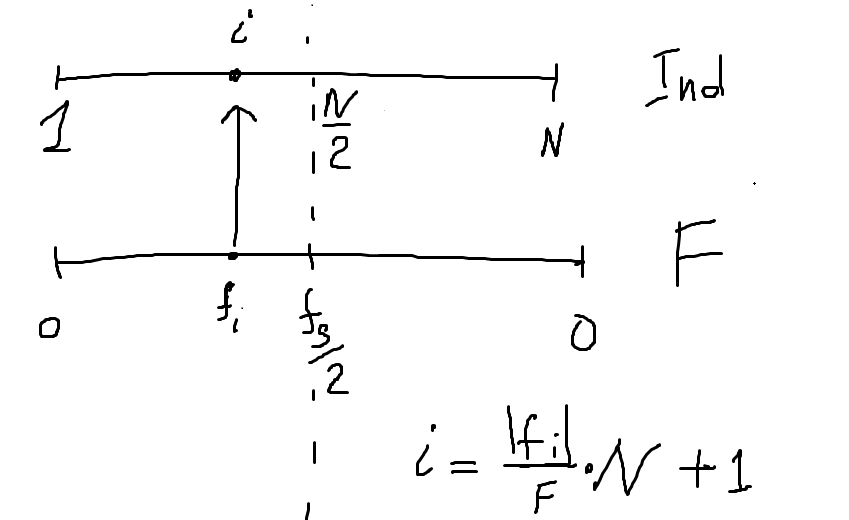 i
1 N/2 N Ind
0 f_i f_s/2 0 F
i = |f_i|/F · N + 1